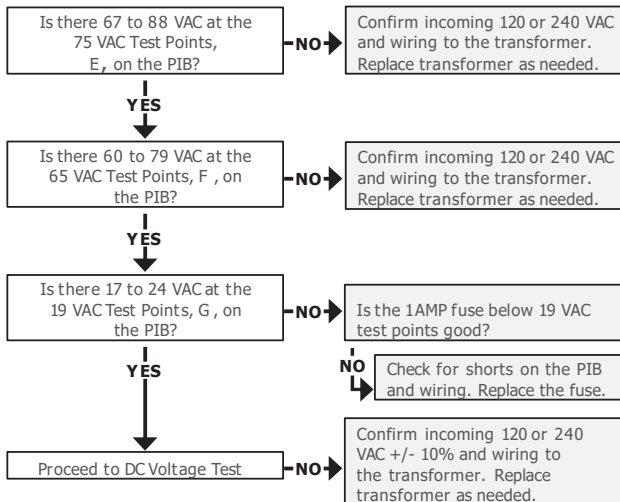 Is there 67 to 88 VAC at the
75 VAC Test Points,
E, on the PIB?
NO
Confirm incoming 120 or 240 VAC
and wiring to the transformer.
Replace transformer as needed.
YES
Is there 60 to 79 VAC at the
65 VAC Test Points, F , on
the PIB?
NO
Confirm incoming 120 or 240 VAC
and wiring to the transformer.
Replace transformer as needed.
YES
Is there 17 to 24 VAC at the
19 VAC Test Points, G , on
the PIB?
NO
Is the 1AMP fuse below 19 VAC
test points good?
NO
Check for shorts on the PIB
and wiring. Replace the fuse.
YES
Proceed to DC Voltage Test
NO
Confirm incoming 120 or 240
VAC +/- 10% and wiring to
the transformer. Replace
transformer as needed.